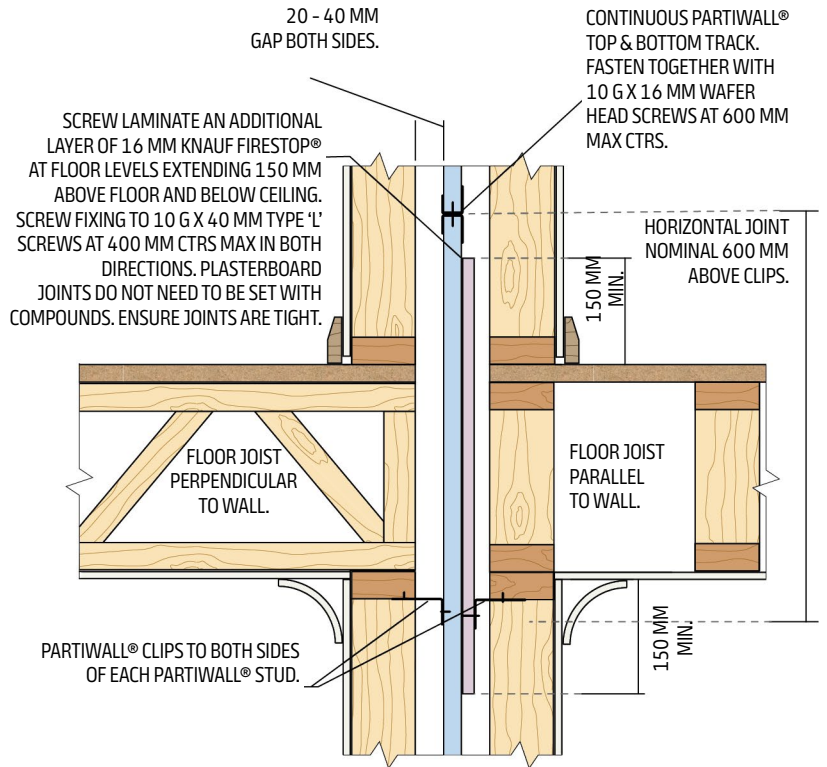 20 - 40 MM
GAP BOTH SIDES.
CONTINUOUS PARTIWALL®
TOP & BOTTOM TRACK.
FASTEN TOGETHER WITH
10 G X 16 MM WAFER
HEAD SCREWS AT 600 MM
MAX CTRS.
SCREW LAMINATE AN ADDITIONAL
LAYER OF 16 MM KNAUF FIRESTOP®
AT FLOOR LEVELS EXTENDING 150 MM
ABOVE FLOOR AND BELOW CEILING.
SCREW FIXING TO 10 G X 40 MM TYPE ‘L’
SCREWS AT 400 MM CTRS MAX IN BOTH
DIRECTIONS. PLASTERBOARD
JOINTS DO NOT NEED TO BE SET WITH
COMPOUNDS. ENSURE JOINTS ARE TIGHT.
HORIZONTAL JOINT
NOMINAL 600 MM
ABOVE CLIPS.
150 MM
MIN.
FLOOR JOIST
PERPENDICULAR
TO WALL.
FLOOR JOIST
PARALLEL
TO WALL.
PARTIWALL® CLIPS TO BOTH SIDES
OF EACH PARTIWALL® STUD.
150 MM
MIN.